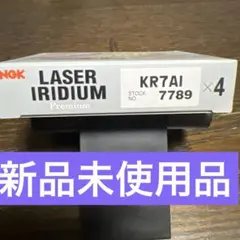 NGK
LASER
IRIDIUM
Premium
KR7AI
STOCK NO. 7789
×4
新品未使用品